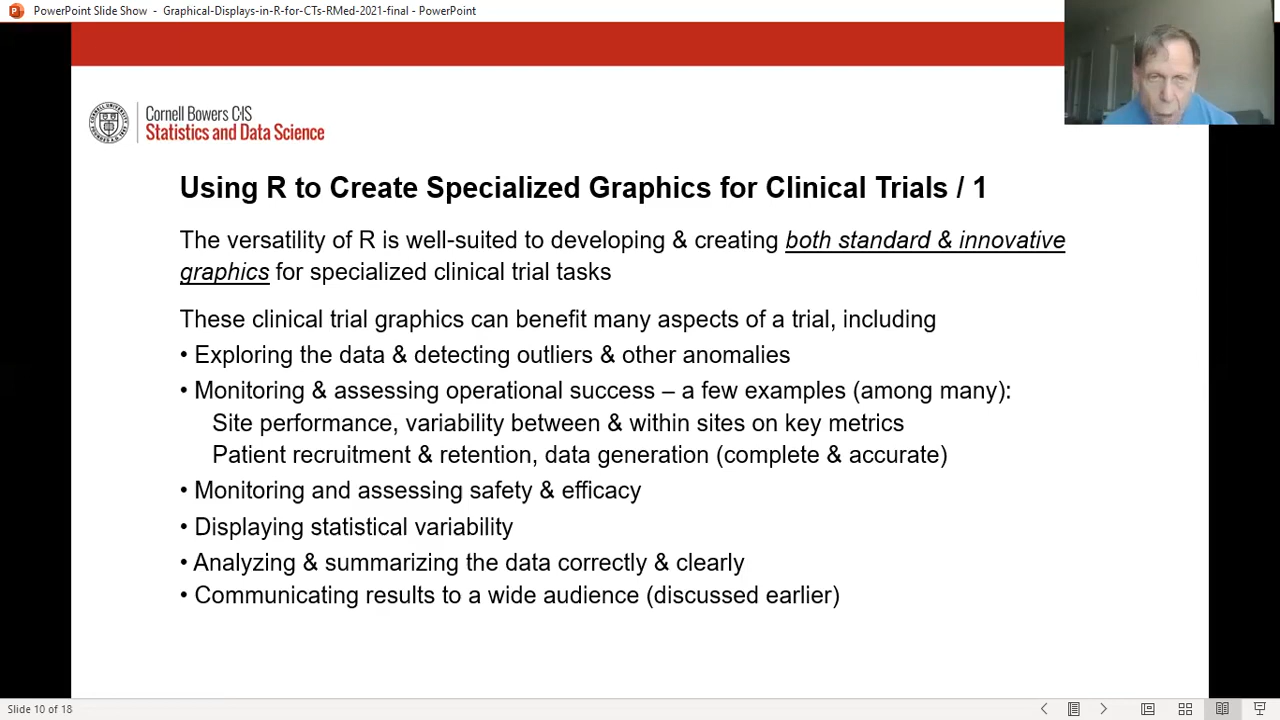 PowerPoint Slide Show - Graphical-Displays-in-R-for-CTs-RMed-2021-final - PowerPoint
Cornell Bowers C·IS
Statistics and Data Science
Using R to Create Specialized Graphics for Clinical Trials / 1
The versatility of R is well-suited to developing & creating both standard & innovative
graphics for specialized clinical trial tasks
These clinical trial graphics can benefit many aspects of a trial, including
• Exploring the data & detecting outliers & other anomalies
• Monitoring & assessing operational success – a few examples (among many):
Site performance, variability between & within sites on key metrics
Patient recruitment & retention, data generation (complete & accurate)
• Monitoring and assessing safety & efficacy
• Displaying statistical variability
• Analyzing & summarizing the data correctly & clearly
• Communicating results to a wide audience (discussed earlier)
Slide 10 of 18